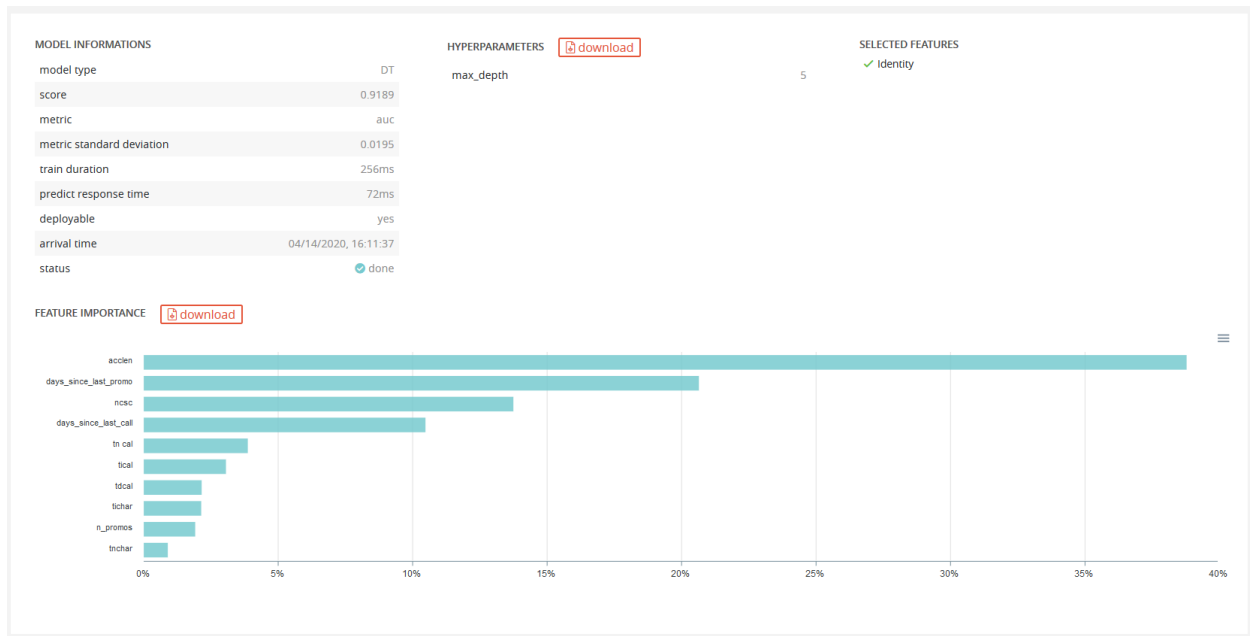 MODEL INFORMATIONS
model type DT
score 0.9189
metric auc
metric standard deviation 0.0195
train duration 256ms
predict response time 72ms
deployable yes
arrival time 04/14/2020, 16:11:37
status done
HYPERPARAMETERS download
max_depth 5
SELECTED FEATURES
Identity
FEATURE IMPORTANCE download
acclen
days_since_last_promo
ncsc
days_since_last_call
tn cal
tical
tdcal
tichar
n_promos
tnchar
0% 5% 10% 15% 20% 25% 30% 35% 40%